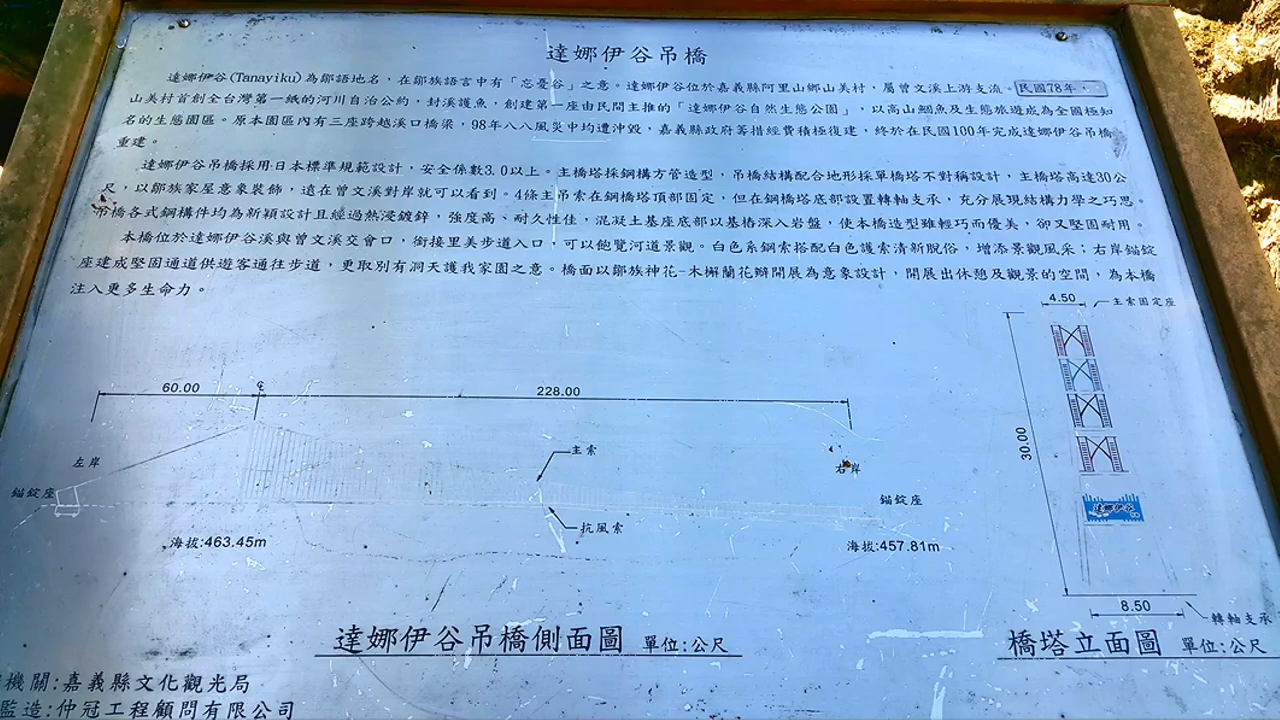 達娜伊谷吊橋
達娜伊谷(Tanayiku)為鄒語地名，在鄒族語言中有「忘憂谷」之意。達娜伊谷位於嘉義縣阿里山鄉山美村，屬曾文溪上游支流。民國78年，
山美村首創全台灣第一紙的河川自治公約，封溪護魚，創建第一座由民間主推的「達娜伊谷自然生態公園」，以高山鯝魚及生態旅遊成為全國極知
名的生態園區。原本園區內有三座跨越溪口橋梁，98年八八風災中均遭沖毀，嘉義縣政府籌措經費積極復建，終於在民國100年完成達娜伊谷吊橋
重建。
達娜伊谷吊橋採用日本標準規範設計，安全係數3.0以上。主橋塔採鋼構方管造型，吊橋結構配合地形採單橋塔不對稱設計，主橋塔高達30公
尺，以鄒族家屋意象裝飾，遠在曾文溪對岸就可以看到。4條主吊索在鋼橋塔頂部固定，但在鋼橋塔底部設置轉軸支承，充分展現結構力學之巧思。
吊橋各式鋼構件均為新穎設計且經過熱浸鍍鋅，強度高、耐久性佳，混凝土基座底部以基樁深入岩盤，使本橋造型雖輕巧而優美，卻又堅固耐用。
本橋位於達娜伊谷溪與曾文溪交會口，銜接里美步道入口，可以飽覽河道景觀。白色系鋼索搭配白色護索清新脫俗，增添景觀風采；右岸錨錠
座建成堅固通道供遊客通往步道，更取別有洞天護我家園之意。橋面以鄒族神花-木檞蘭花瓣開展為意象設計，開展出休憩及觀景的空間，為本橋
注入更多生命力。
4.50
主索固定座
60.00
228.00
30.00
左岸
主索
右岸
錨錠座
錨錠座
達娜伊谷
抗風索
海拔:463.45m
海拔:457.81m
8.50
轉軸支承
達娜伊谷吊橋側面圖 單位:公尺
橋塔立面圖 單位:公尺
機關:嘉義縣文化觀光局
監造:仲冠工程顧問有限公司